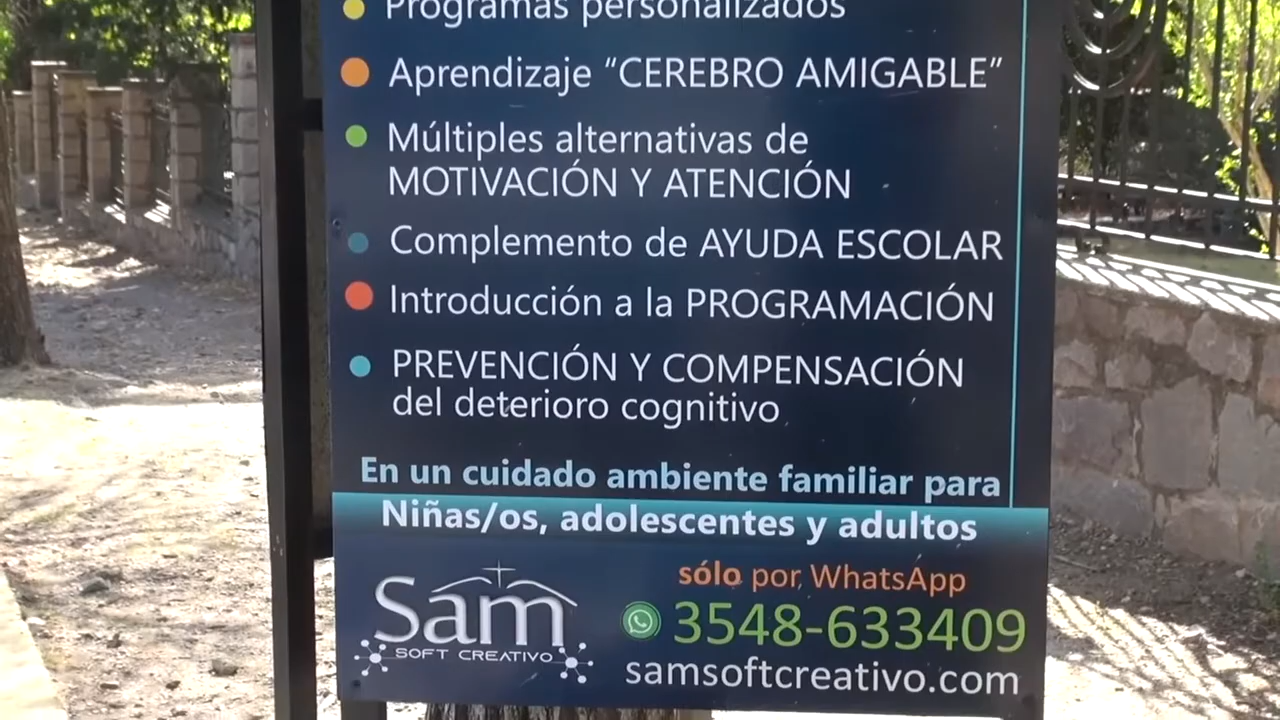 Programas personalizados
Aprendizaje “CEREBRO AMIGABLE”
Múltiples alternativas de
MOTIVACIÓN Y ATENCIÓN
Complemento de AYUDA ESCOLAR
Introducción a la PROGRAMACIÓN
PREVENCIÓN Y COMPENSACIÓN
del deterioro cognitivo
En un cuidado ambiente familiar para
Niñas/os, adolescentes y adultos
Sam
SOFT CREATIVO
sólo por WhatsApp
3548-633409
samsoftcreativo.com